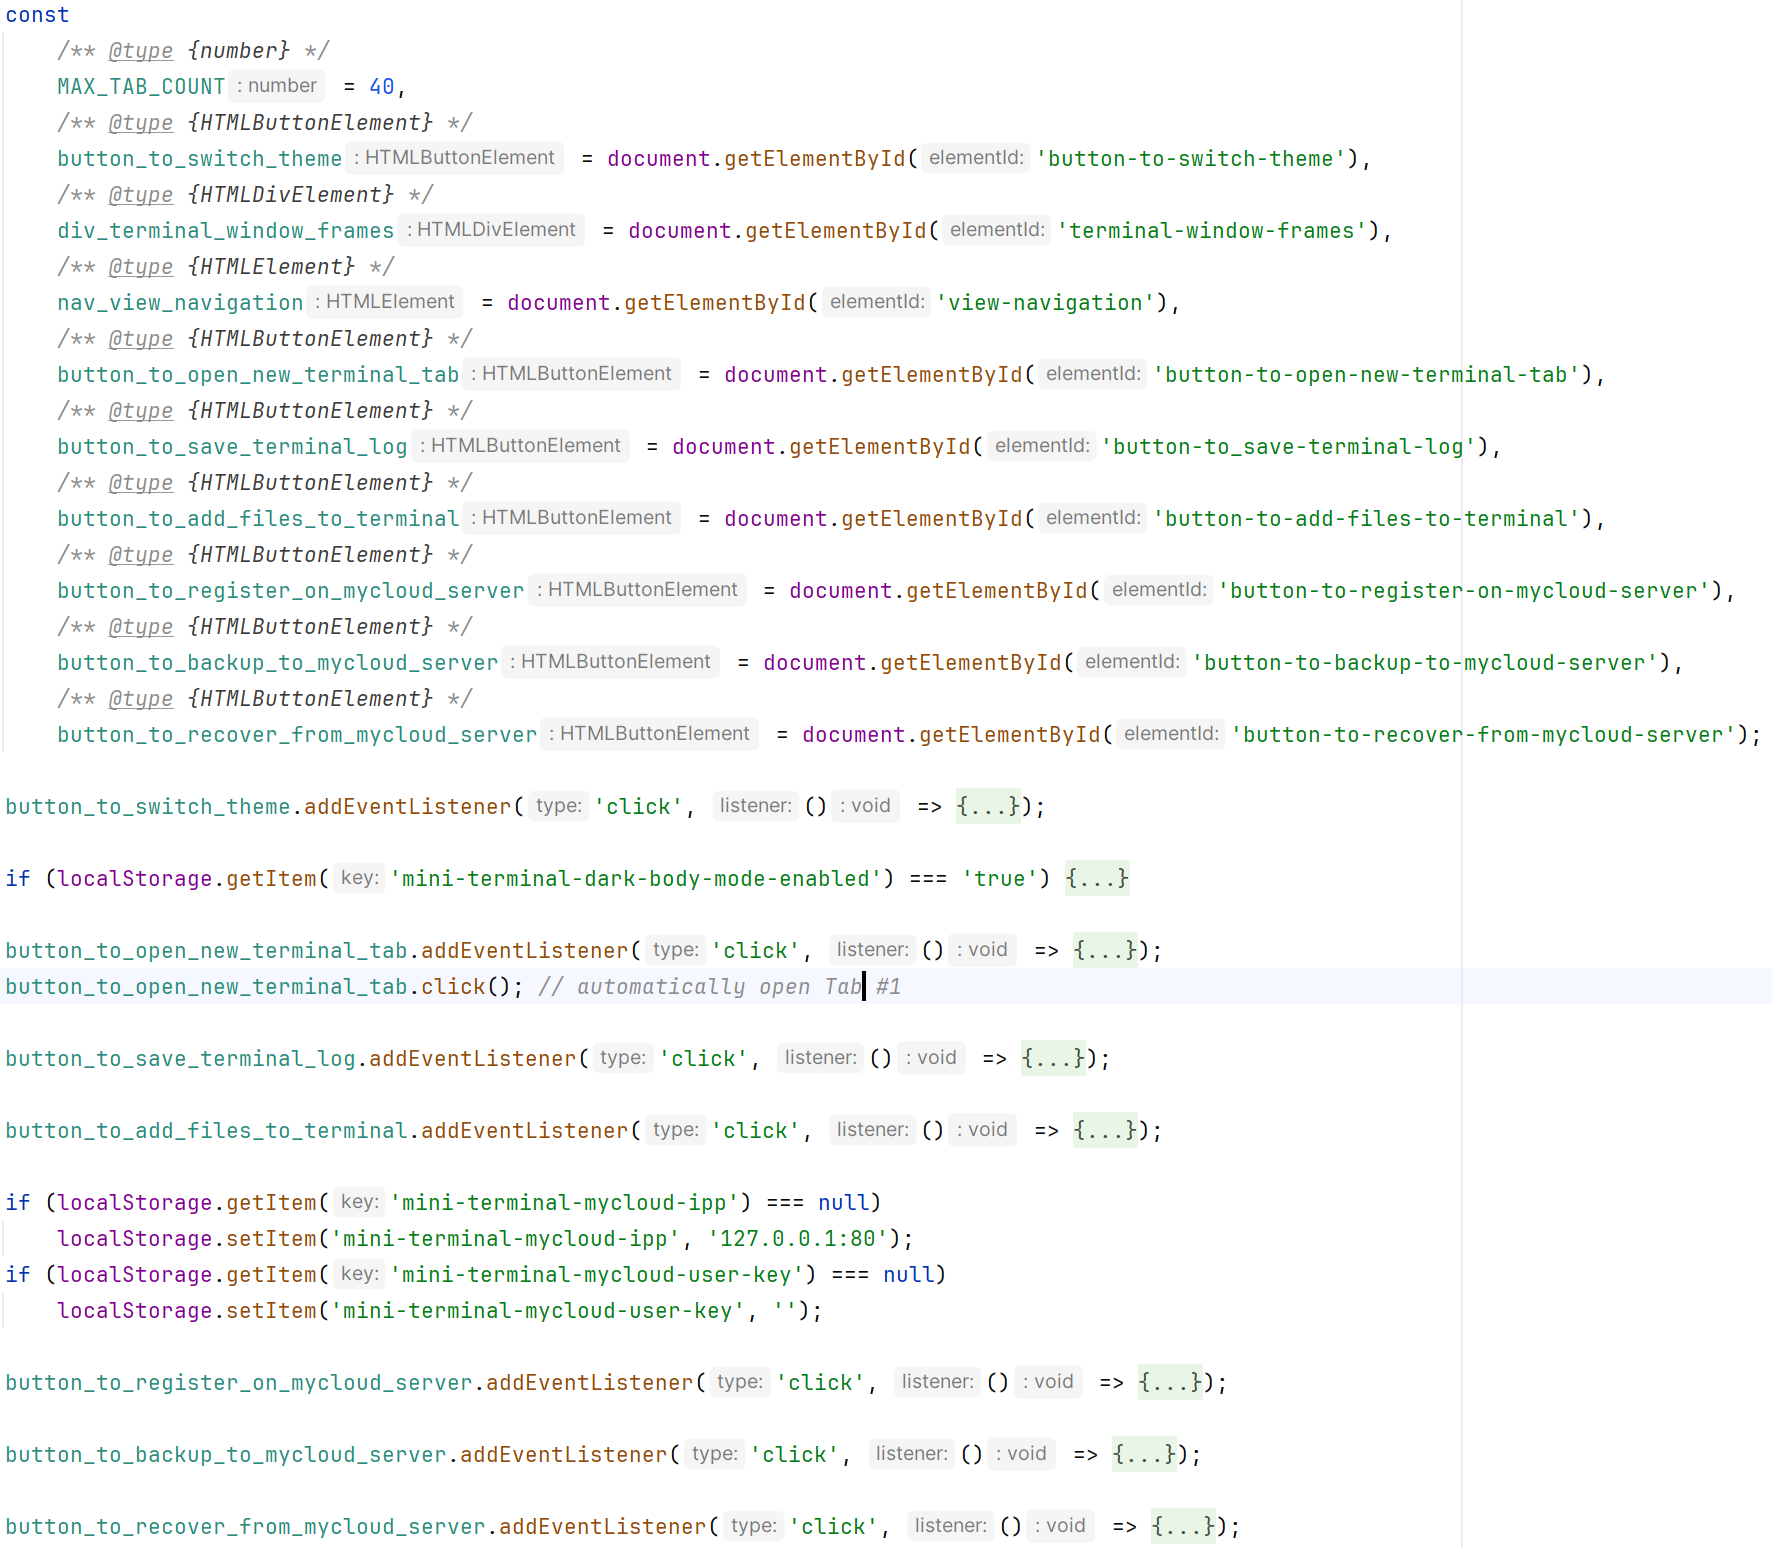 const
    /** @type {number} */
    MAX_TAB_COUNT : number = 40,
    /** @type {HTMLButtonElement} */
    button_to_switch_theme : HTMLButtonElement = document.getElementById( elementId: 'button-to-switch-theme'),
    /** @type {HTMLDivElement} */
    div_terminal_window_frames : HTMLDivElement = document.getElementById( elementId: 'terminal-window-frames'),
    /** @type {HTMLElement} */
    nav_view_navigation : HTMLElement = document.getElementById( elementId: 'view-navigation'),
    /** @type {HTMLButtonElement} */
    button_to_open_new_terminal_tab : HTMLButtonElement = document.getElementById( elementId: 'button-to-open-new-terminal-tab'),
    /** @type {HTMLButtonElement} */
    button_to_save_terminal_log : HTMLButtonElement = document.getElementById( elementId: 'button-to_save-terminal-log'),
    /** @type {HTMLButtonElement} */
    button_to_add_files_to_terminal : HTMLButtonElement = document.getElementById( elementId: 'button-to-add-files-to-terminal'),
    /** @type {HTMLButtonElement} */
    button_to_register_on_mycloud_server : HTMLButtonElement = document.getElementById( elementId: 'button-to-register-on-mycloud-server'),
    /** @type {HTMLButtonElement} */
    button_to_backup_to_mycloud_server : HTMLButtonElement = document.getElementById( elementId: 'button-to-backup-to-mycloud-server'),
    /** @type {HTMLButtonElement} */
    button_to_recover_from_mycloud_server : HTMLButtonElement = document.getElementById( elementId: 'button-to-recover-from-mycloud-server');

button_to_switch_theme.addEventListener( type: 'click', listener: () : void => {...});

if (localStorage.getItem( key: 'mini-terminal-dark-body-mode-enabled') === 'true') {...}

button_to_open_new_terminal_tab.addEventListener( type: 'click', listener: () : void => {...});
button_to_open_new_terminal_tab.click(); // automatically open Tab #1

button_to_save_terminal_log.addEventListener( type: 'click', listener: () : void => {...});

button_to_add_files_to_terminal.addEventListener( type: 'click', listener: () : void => {...});

if (localStorage.getItem( key: 'mini-terminal-mycloud-ipp') === null)
    localStorage.setItem('mini-terminal-mycloud-ipp', '127.0.0.1:80');
if (localStorage.getItem( key: 'mini-terminal-mycloud-user-key') === null)
    localStorage.setItem('mini-terminal-mycloud-user-key', '');

button_to_register_on_mycloud_server.addEventListener( type: 'click', listener: () : void => {...});

button_to_backup_to_mycloud_server.addEventListener( type: 'click', listener: () : void => {...});

button_to_recover_from_mycloud_server.addEventListener( type: 'click', listener: () : void => {...});